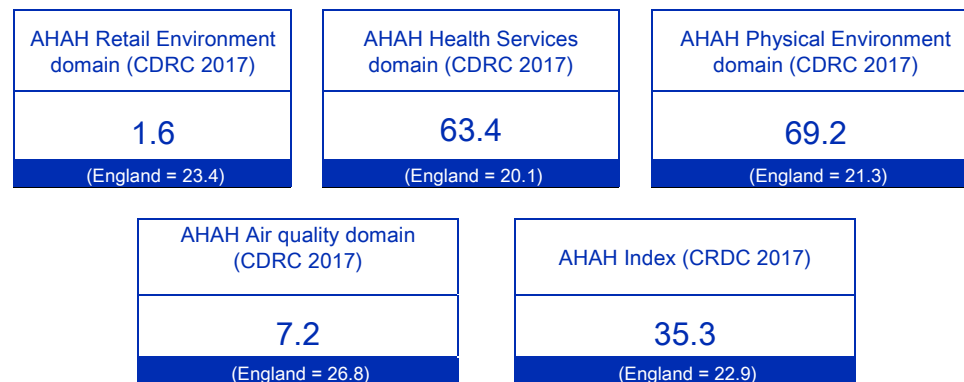 AHAH Retail Environment
domain (CDRC 2017)
1.6
(England = 23.4)
AHAH Health Services
domain (CDRC 2017)
63.4
(England = 20.1)
AHAH Physical Environment
domain (CDRC 2017)
69.2
(England = 21.3)
AHAH Air quality domain
(CDRC 2017)
7.2
(England = 26.8)
AHAH Index (CRDC 2017)
35.3
(England = 22.9)